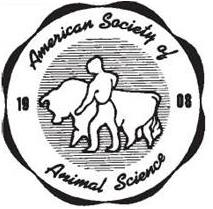 American Society of
19 08
Animal Science